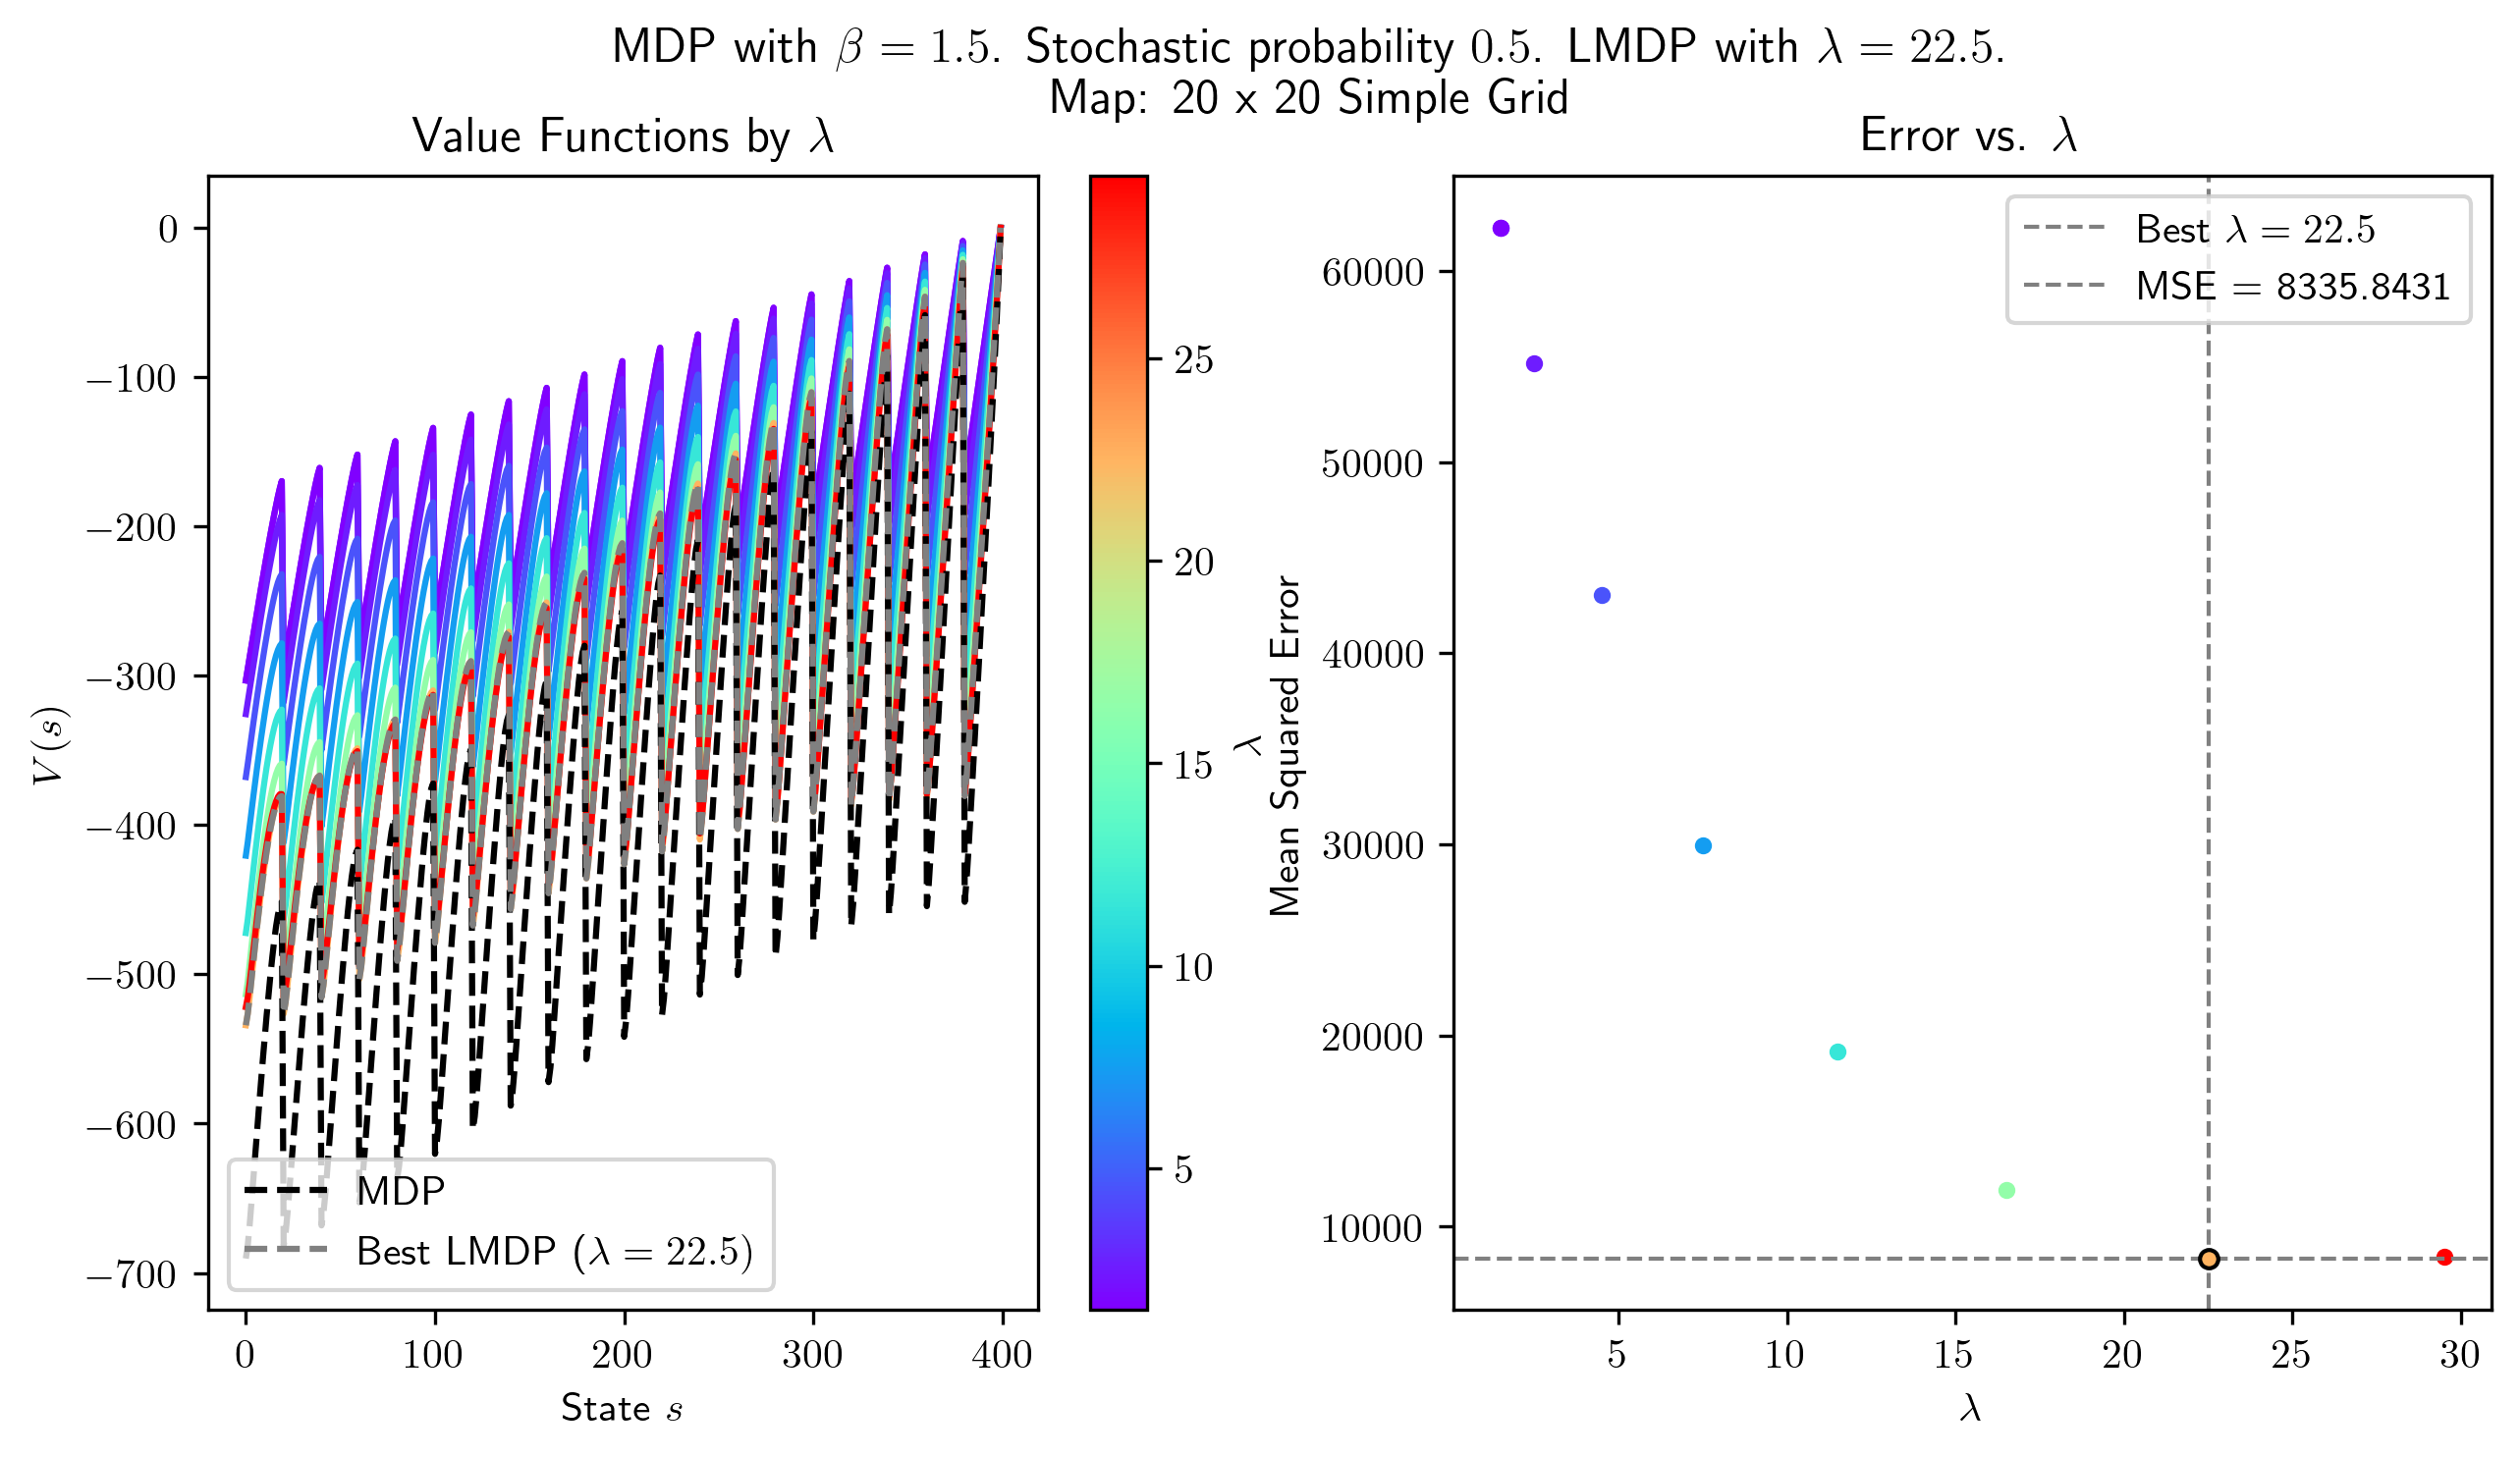 MDP with β = 1.5. Stochastic probability 0.5. LMDP with λ = 22.5.
Map: 20 x 20 Simple Grid
Value Functions by λ
0
−100
−200
−300
−400
−500
−600
−700
V(s)
0
100
200
300
400
State s
MDP
Best LMDP (λ = 22.5)
25
20
15
10
5
λ
Error vs. λ
60000
50000
40000
30000
20000
10000
Mean Squared Error
5
10
15
20
25
30
λ
Best λ = 22.5
MSE = 8335.8431